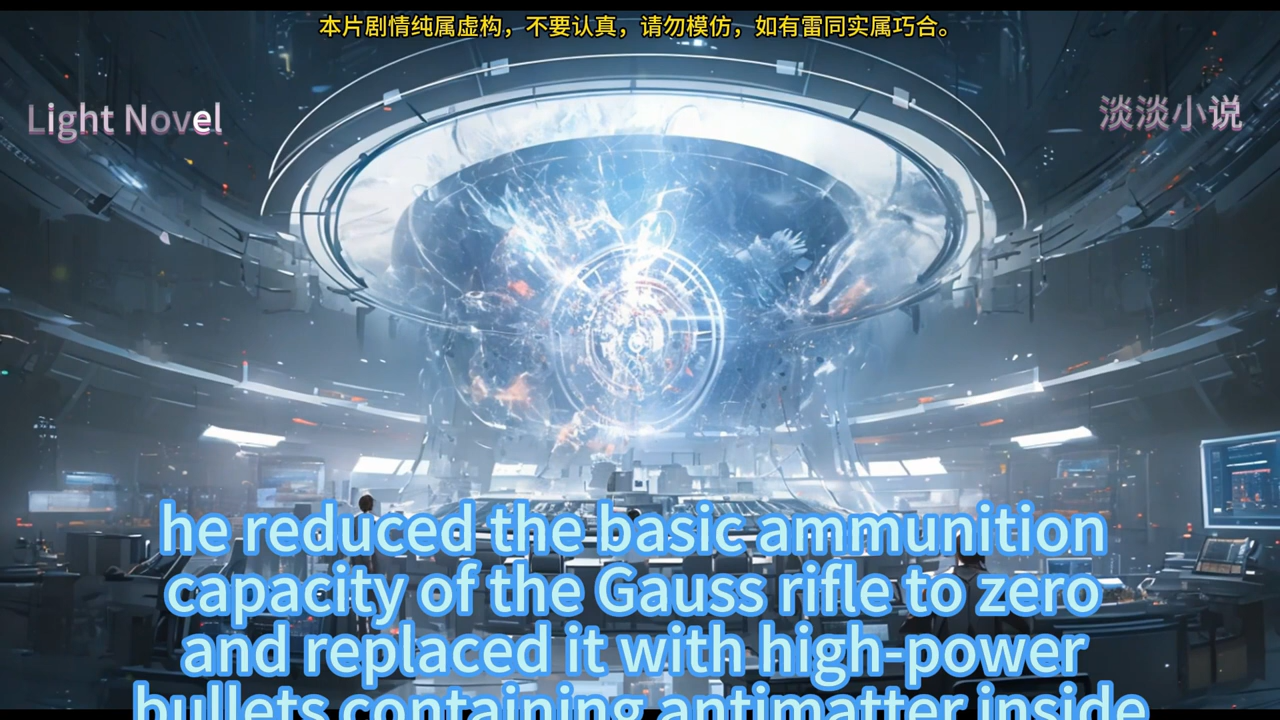 本片剧情纯属虚构，不要认真，请勿模仿，如有雷同实属巧合。
Light Novel
淡淡小说
he reduced the basic ammunition
capacity of the Gauss rifle to zero
and replaced it with high-power
bullets containing antimatter inside